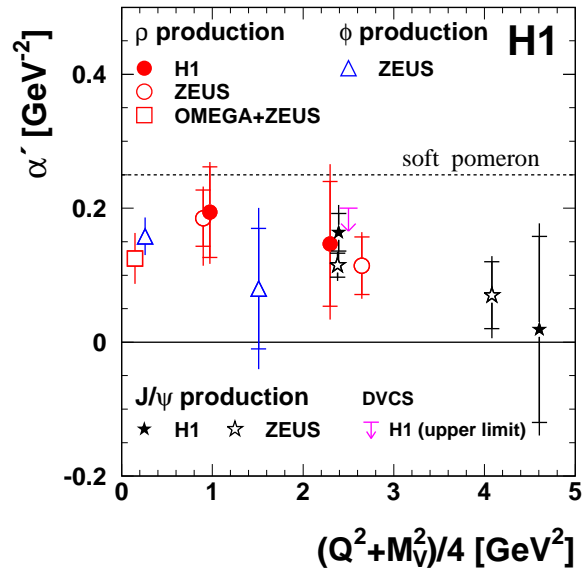 H1
ρ production
H1
ZEUS
OMEGA+ZEUS
ϕ production
ZEUS
α´ [GeV⁻²]
0.4
0.2
0
-0.2
soft pomeron
J/ψ production
H1
ZEUS
DVCS
H1 (upper limit)
0 1 2 3 4 5
(Q²+M²_V)/4 [GeV²]